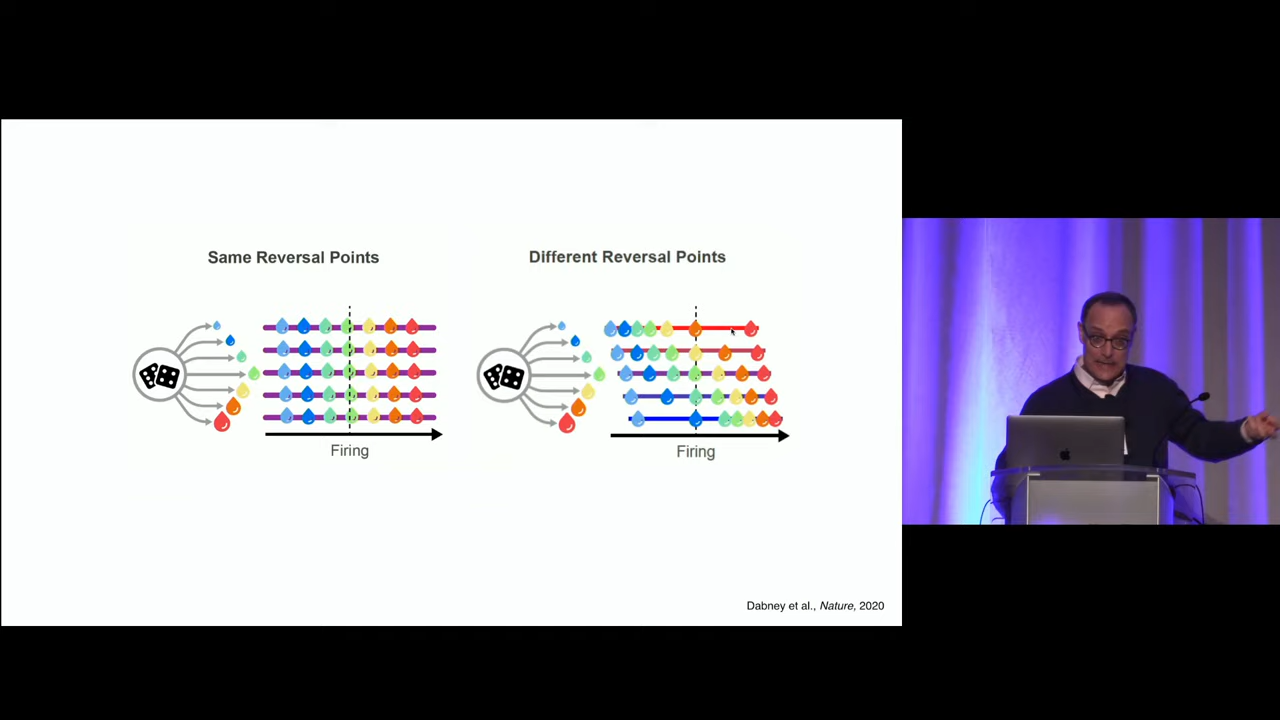 Same Reversal Points
Different Reversal Points
Firing
Firing
Dabney et al., Nature, 2020